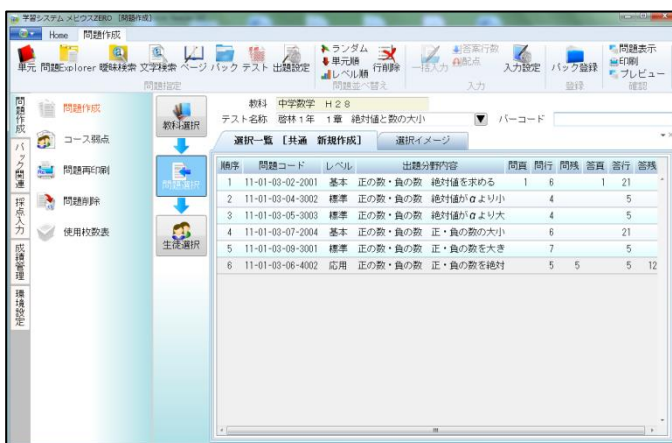 学習システム メビウスZERO [問題作成]
Home 問題作成
単元 問題Explorer 曖昧検索 文字検索 ページ パック テスト 出題設定
ランダム
単元順
レベル順
行削除 一括入力
答案行数
配点
入力設定 パック登録
問題表示
印刷
プレビュー
問題指定 問題並べ替え 入力 登録 確認
問題作成
パック関連
採点入力
成績管理
環境設定
問題作成
コース弱点
問題再印刷
問題削除
使用枚数表
教科選択
問題選択
生徒選択
教科 中学数学 H28
テスト名称 啓林1年 1章 絶対値と数の大小 バーコード
選択一覧 [共通 新規作成] 選択イメージ
順序 問題コード レベル 出題分野内容 問頁 問行 問残 答頁 答行 答残
1 11-01-03-02-2001 基本 正の数・負の数 絶対値を求める 1 6 1 21
2 11-01-03-04-3002 標準 正の数・負の数 絶対値がαより小 4 5
3 11-01-03-05-3003 標準 正の数・負の数 絶対値がαより大 4 5
4 11-01-03-07-2004 基本 正の数・負の数 正・負の数の大小 6 21
5 11-01-03-09-3001 標準 正の数・負の数 正・負の数を大き 7 5
6 11-01-03-06-4002 応用 正の数・負の数 正・負の数を絶対 5 5 5 12